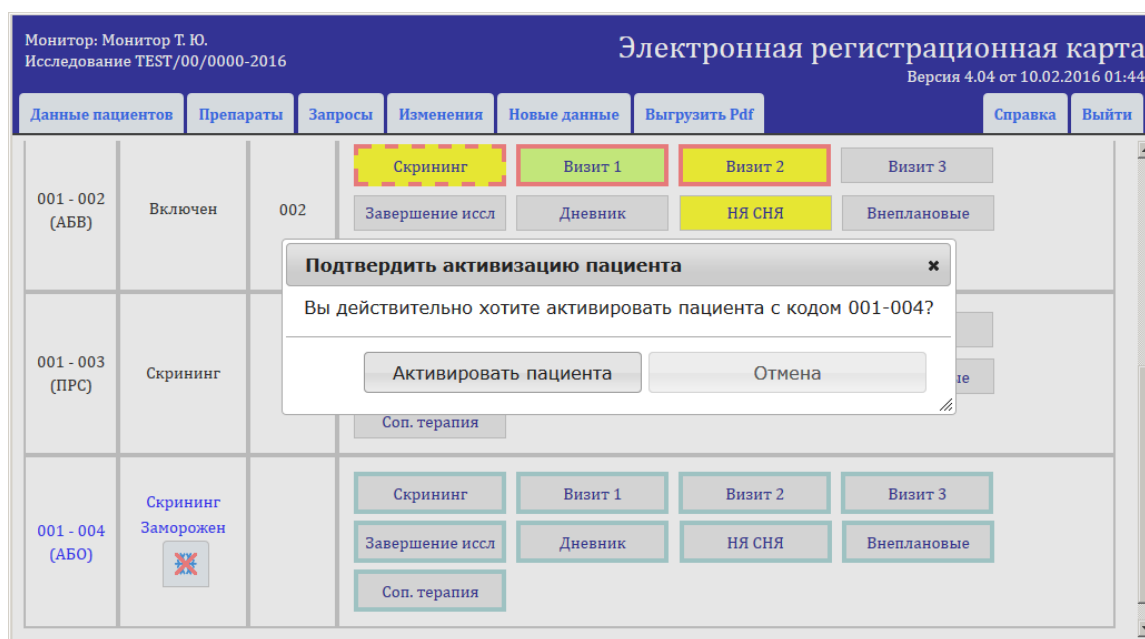 Монитор: Монитор Т. Ю.
Исследование TEST/00/0000-2016
Электронная регистрационная карта
Версия 4.04 от 10.02.2016 01:44
Данные пациентов Препараты Запросы Изменения Новые данные Выгрузить Pdf Справка Выйти
001 - 002
(АБВ)
Включен
002
Скрининг Визит 1 Визит 2 Визит 3
Завершение иссл Дневник НЯ СНЯ Внеплановые
Подтвердить активизацию пациента
Вы действительно хотите активировать пациента с кодом 001-004?
Активировать пациента Отмена
001 - 003
(ПРС)
Скрининг
Соп. терапия
001 - 004
(АБО)
Скрининг
Заморожен
Скрининг Визит 1 Визит 2 Визит 3
Завершение иссл Дневник НЯ СНЯ Внеплановые
Соп. терапия